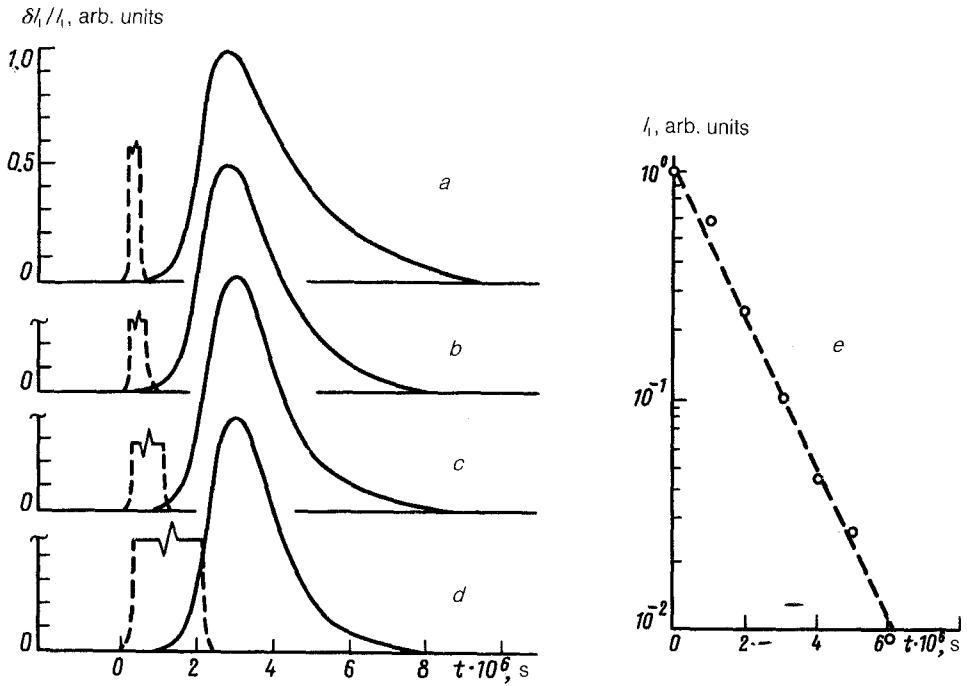 δI₁/I₁, arb. units
1.0
0.5
0
a
0
b
0
c
0
d
0 2 4 6 8 t·10⁶, s
I₁, arb. units
10⁰
10⁻¹
10⁻²
e
0 2 4 6 t·10⁶, s